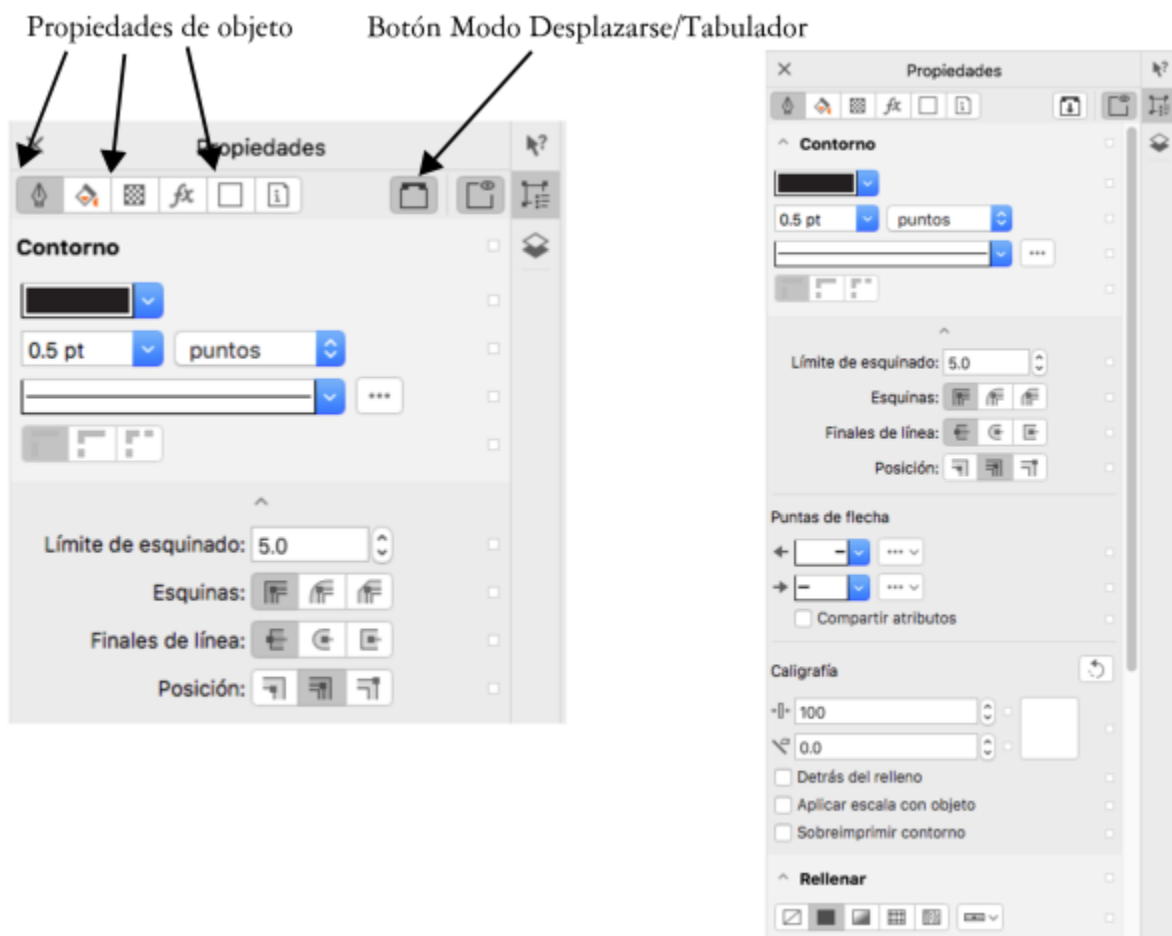 Propiedades de objeto
Botón Modo Desplazarse/Tabulador
Propiedades
fx
i
Contorno
0.5 pt
puntos
Límite de esquinado: 5.0
Esquinas:
Finales de línea:
Posición:
Propiedades
fx
i
Contorno
0.5 pt
puntos
Límite de esquinado: 5.0
Esquinas:
Finales de línea:
Posición:
Puntas de flecha
Compartir atributos
Caligrafía
100
0.0
Detrás del relleno
Aplicar escala con objeto
Sobreimprimir contorno
Rellenar